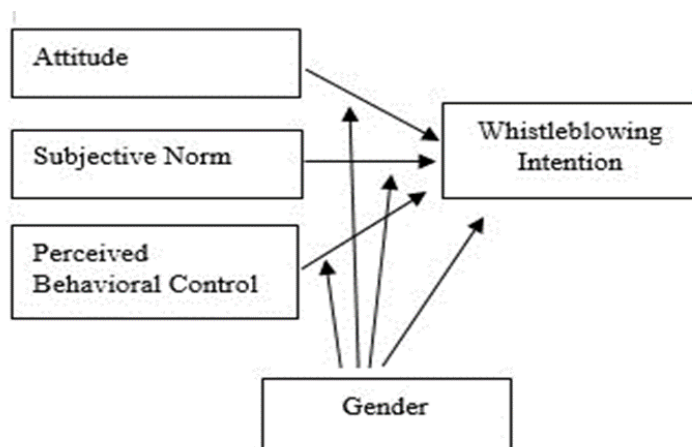 Attitude
Subjective Norm
Perceived
Behavioral Control
Whistleblowing
Intention
Gender